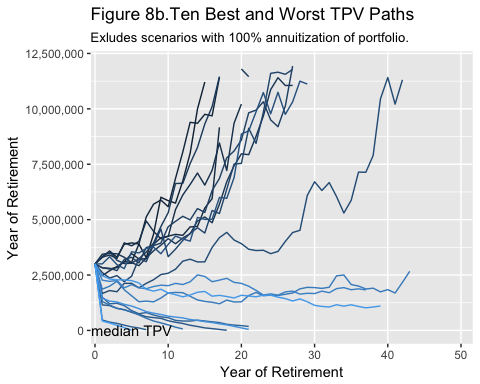 Figure 8b.Ten Best and Worst TPV Paths
Exludes scenarios with 100% annuitization of portfolio.
12,500,000
10,000,000
7,500,000
5,000,000
2,500,000
0
Year of Retirement
median TPV
0 10 20 30 40 50
Year of Retirement